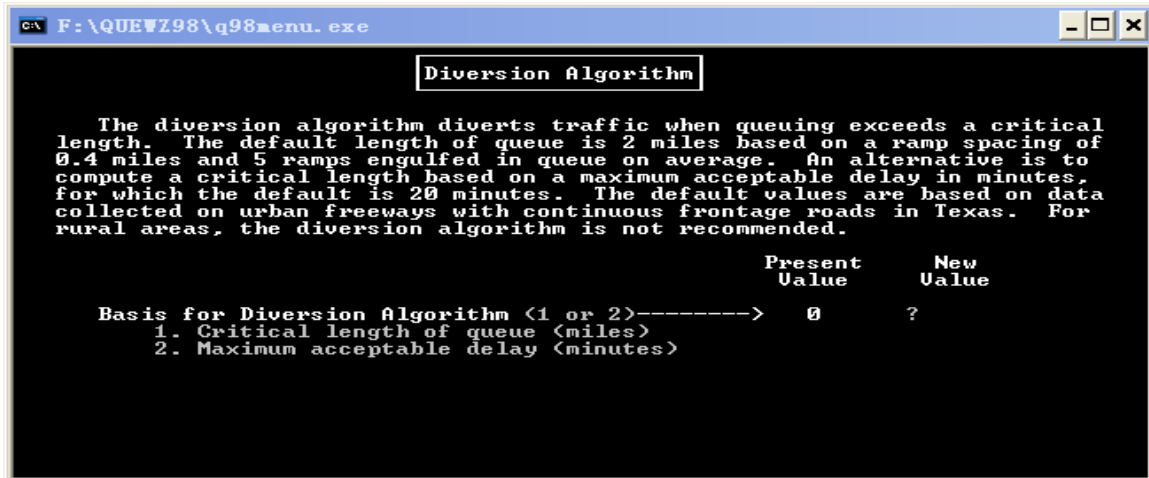 F:\QUEWZ98\q98menu.exe
Diversion Algorithm
The diversion algorithm diverts traffic when queuing exceeds a critical
length. The default length of queue is 2 miles based on a ramp spacing of
0.4 miles and 5 ramps engulfed in queue on average. An alternative is to
compute a critical length based on a maximum acceptable delay in minutes,
for which the default is 20 minutes. The default values are based on data
collected on urban freeways with continuous frontage roads in Texas. For
rural areas, the diversion algorithm is not recommended.
Present New
Value Value
Basis for Diversion Algorithm (1 or 2)--------> 0 ?
1. Critical length of queue (miles)
2. Maximum acceptable delay (minutes)